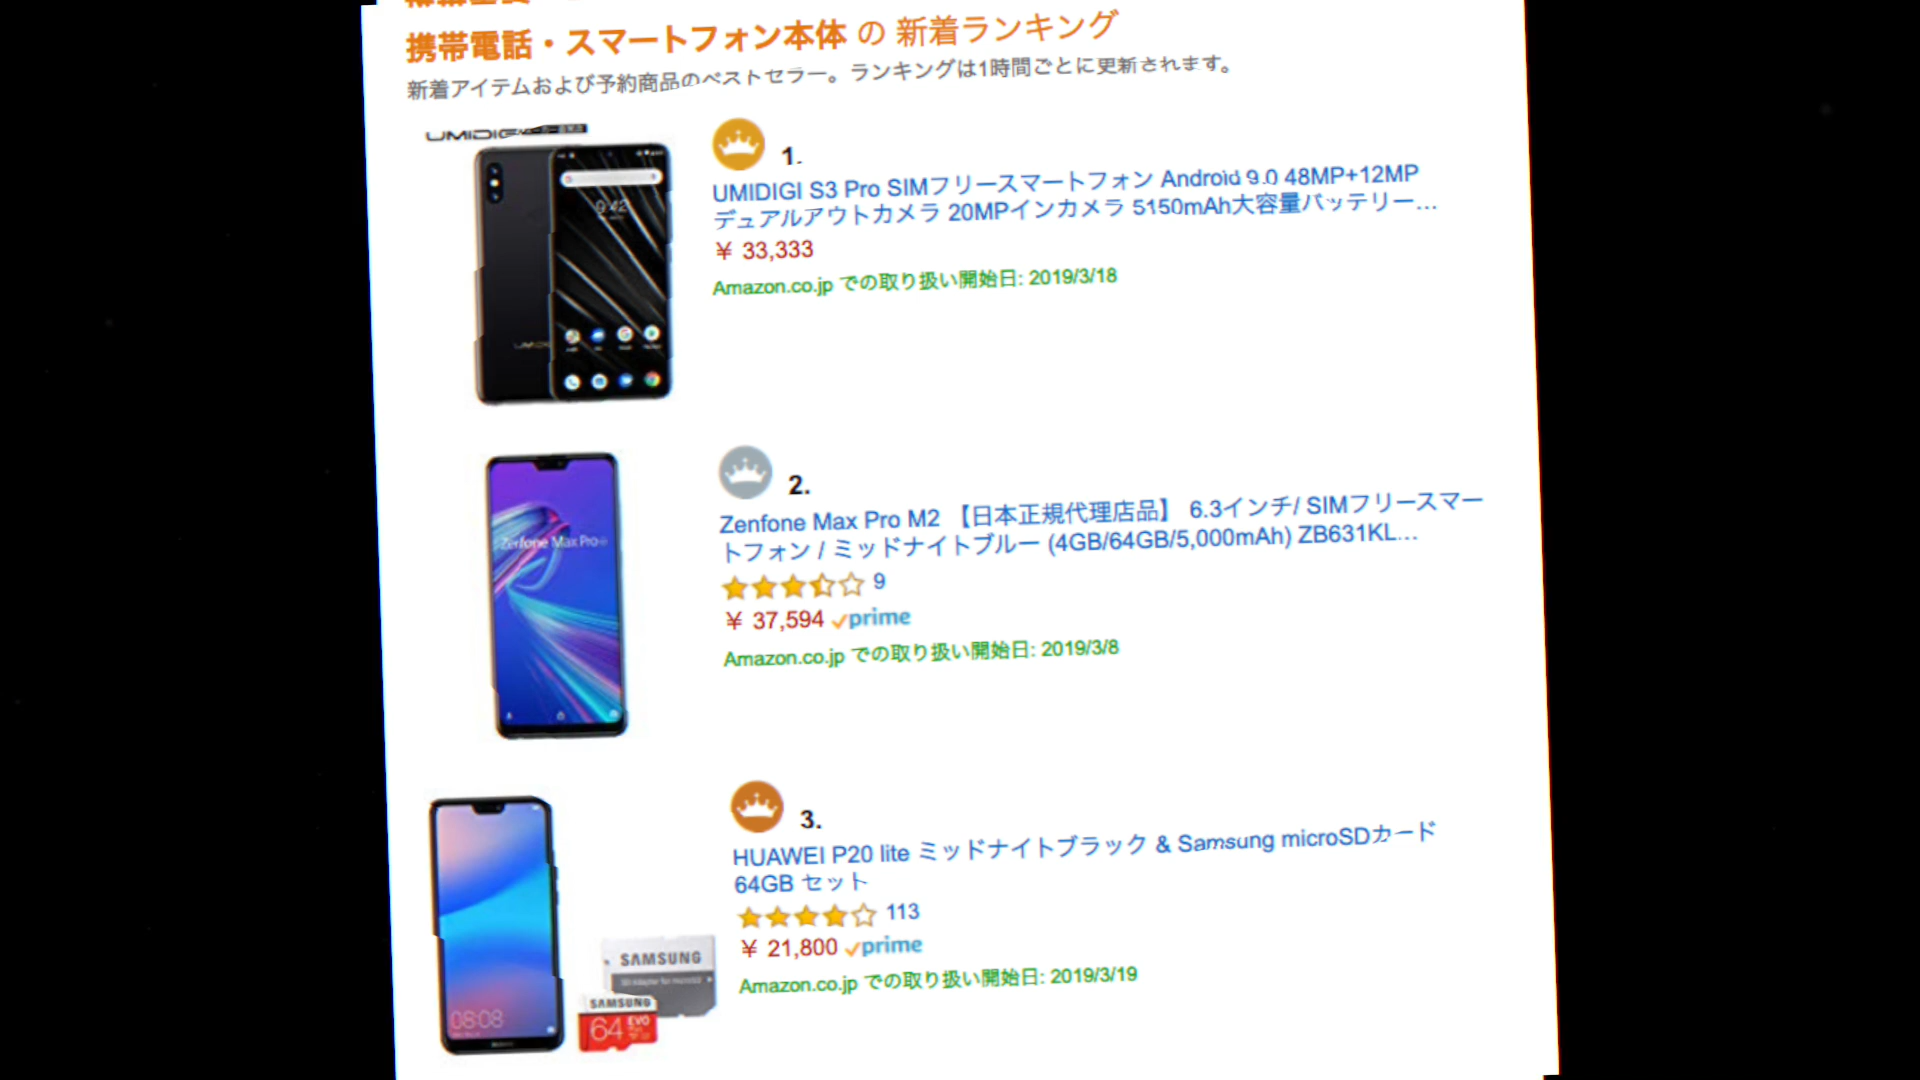 携帯電話・スマートフォン本体 の 新着ランキング
新着アイテムおよび予約商品のベストセラー。ランキングは1時間ごとに更新されます。
UMIDIGI
1.
UMIDIGI S3 Pro SIMフリースマートフォン Android 9.0 48MP+12MP
デュアルアウトカメラ 20MPインカメラ 5150mAh大容量バッテリー...
¥ 33,333
Amazon.co.jp での取り扱い開始日: 2019/3/18
9:42
2.
Zenfone Max Pro M2 【日本正規代理店品】 6.3インチ/ SIMフリースマー
トフォン / ミッドナイトブルー (4GB/64GB/5,000mAh) ZB631KL...
9
¥ 37,594 prime
Amazon.co.jp での取り扱い開始日: 2019/3/8
Zenfone Max Pro
3.
HUAWEI P20 lite ミッドナイトブラック & Samsung microSDカード
64GB セット
113
¥ 21,800 prime
Amazon.co.jp での取り扱い開始日: 2019/3/19
08:08
SAMSUNG
SD Adapter for microSD
SAMSUNG
64 EVO